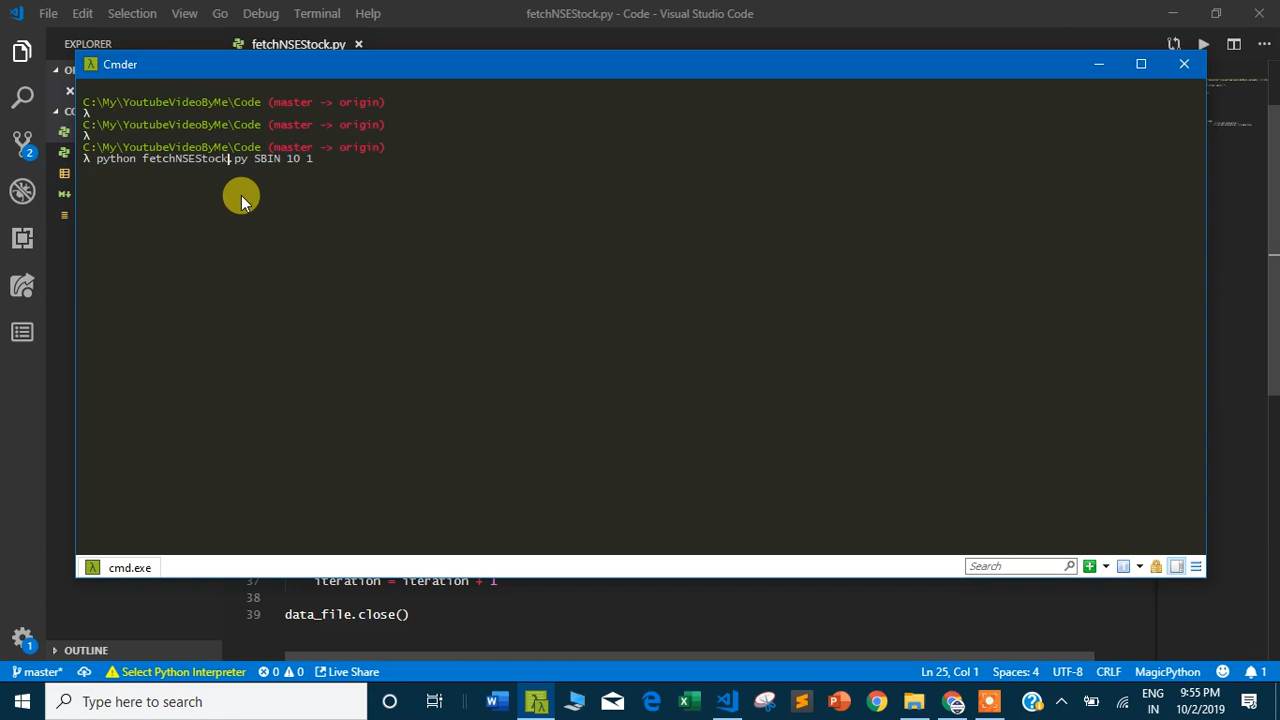 File Edit Selection View Go Debug Terminal Help fetchNSEStock.py - Code - Visual Studio Code
EXPLORER fetchNSEStock.py
Cmder
C:\My\YoutubeVideoByMe\Code (master -> origin)
λ
C:\My\YoutubeVideoByMe\Code (master -> origin)
λ
C:\My\YoutubeVideoByMe\Code (master -> origin)
λ python fetchNSEStock.py SBIN 10 1
2
cmd.exe Search
37 iteration = iteration + 1
38
39 data_file.close()
1
OUTLINE
master* Select Python Interpreter 0 0 Live Share Ln 25, Col 1 Spaces: 4 UTF-8 CRLF MagicPython 1
Type here to search ENG 9:55 PM
IN 10/2/2019